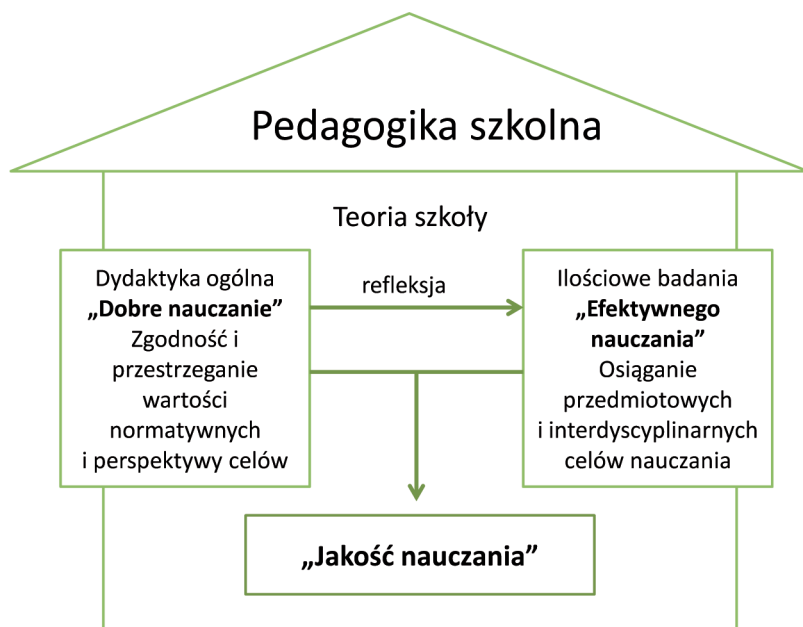 Pedagogika szkolna
Teoria szkoły
Dydaktyka ogólna
„Dobre nauczanie”
Zgodność i
przestrzeganie
wartości
normatywnych
i perspektywy celów
refleksja
Ilościowe badania
„Efektywnego
nauczania”
Osiąganie
przedmiotowych
i interdyscyplinarnych
celów nauczania
„Jakość nauczania”